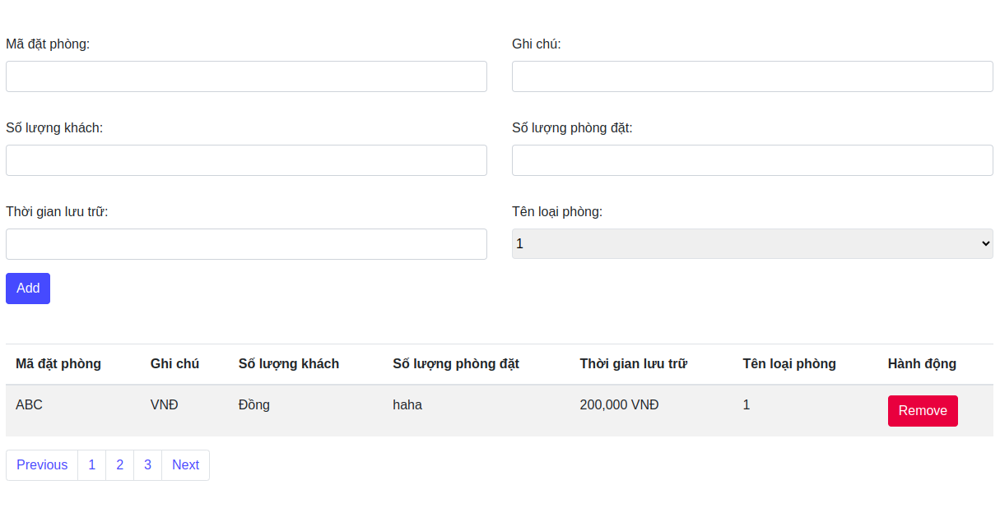 Mã đặt phòng: Ghi chú:
Số lượng khách: Số lượng phòng đặt:
Thời gian lưu trữ: Tên loại phòng:
1
Add
Mã đặt phòng Ghi chú Số lượng khách Số lượng phòng đặt Thời gian lưu trữ Tên loại phòng Hành động
ABC VNĐ Đồng haha 200,000 VNĐ 1 Remove
Previous 1 2 3 Next